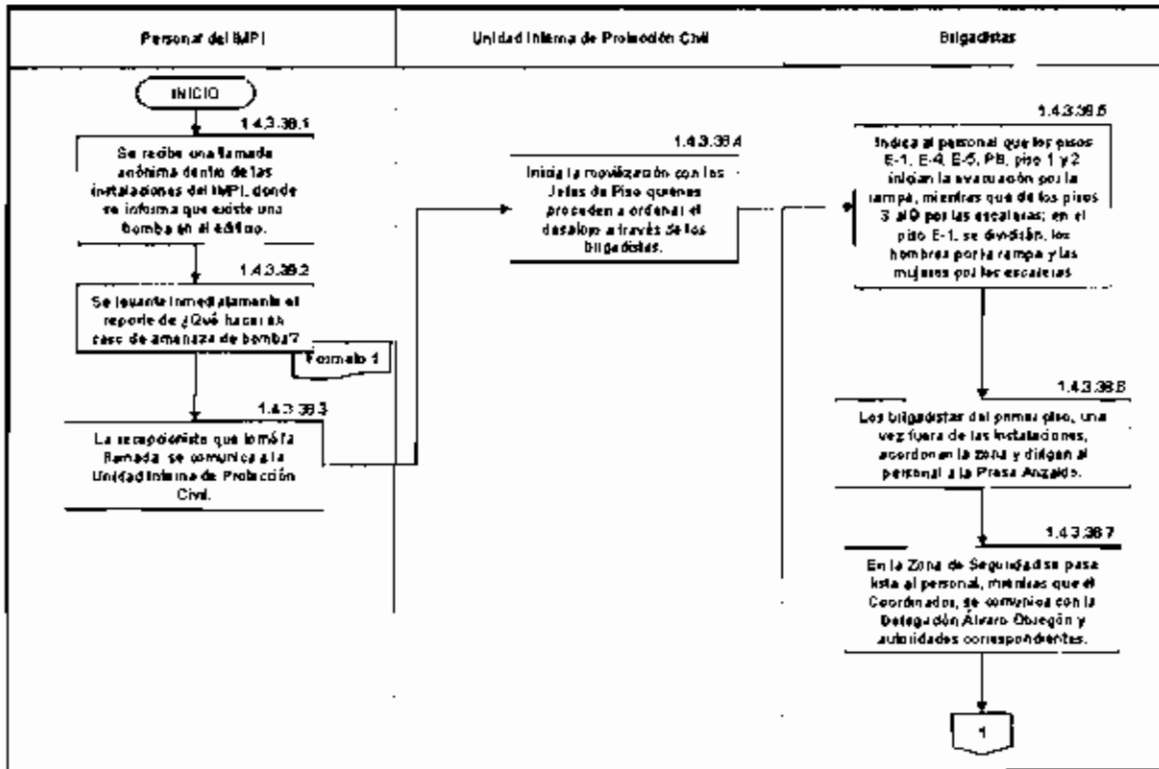 Personal del IMPI
Unidad Interna de Protección Civil
Brigadistas
INICIO
1.4.3.38.1
Se recibe una llamada
anónima dentro de las
instalaciones del IMPI, donde
se informa que existe una
bomba en el edificio.
1.4.3.38.2
Se levanta inmediatamente el
reporte de ¿Qué hacer en
caso de amenaza de bomba?
Formato 1
1.4.3.38.3
La recepcionista que tomó la
llamada, se comunica a la
Unidad Interna de Protección
Civil.
1.4.3.38.4
Inicia la movilización con los
Jefes de Piso quienes
proceden a ordenar el
desalojo a través de los
brigadistas.
1.4.3.38.5
Indica al personal que los pisos
E-1, E-4, E-5, PB, piso 1 y 2
inician la evacuación por la
rampa, mientras que de los pisos
3 al por las escaleras; en el
piso E-1, se dividirán, los
hombres por la rampa y las
mujeres por las escaleras
1.4.3.38.6
Los brigadistas del primer piso, una
vez fuera de las instalaciones,
acordonan la zona y dirigen al
personal a la Presa Anzaldo.
1.4.3.38.7
En la Zona de Seguridad se pasa
lista al personal, mientras que el
Coordinador, se comunica con la
Delegación Álvaro Obregón y
autoridades correspondientes.
1